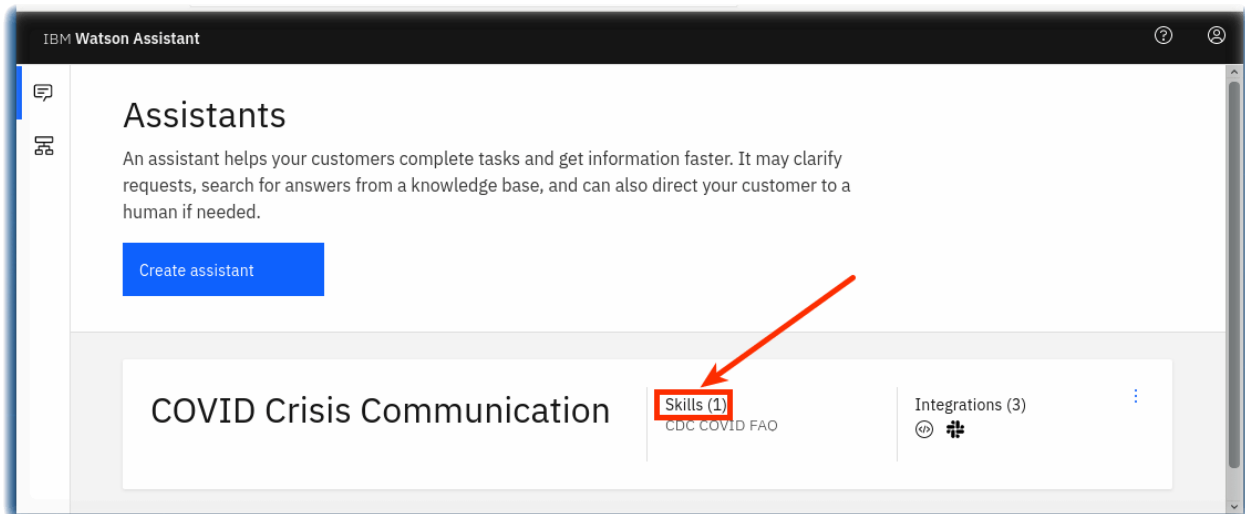 IBM Watson Assistant
Assistants
An assistant helps your customers complete tasks and get information faster. It may clarify
requests, search for answers from a knowledge base, and can also direct your customer to a
human if needed.
Create assistant
COVID Crisis Communication
Skills (1)
CDC COVID FAQ
Integrations (3)